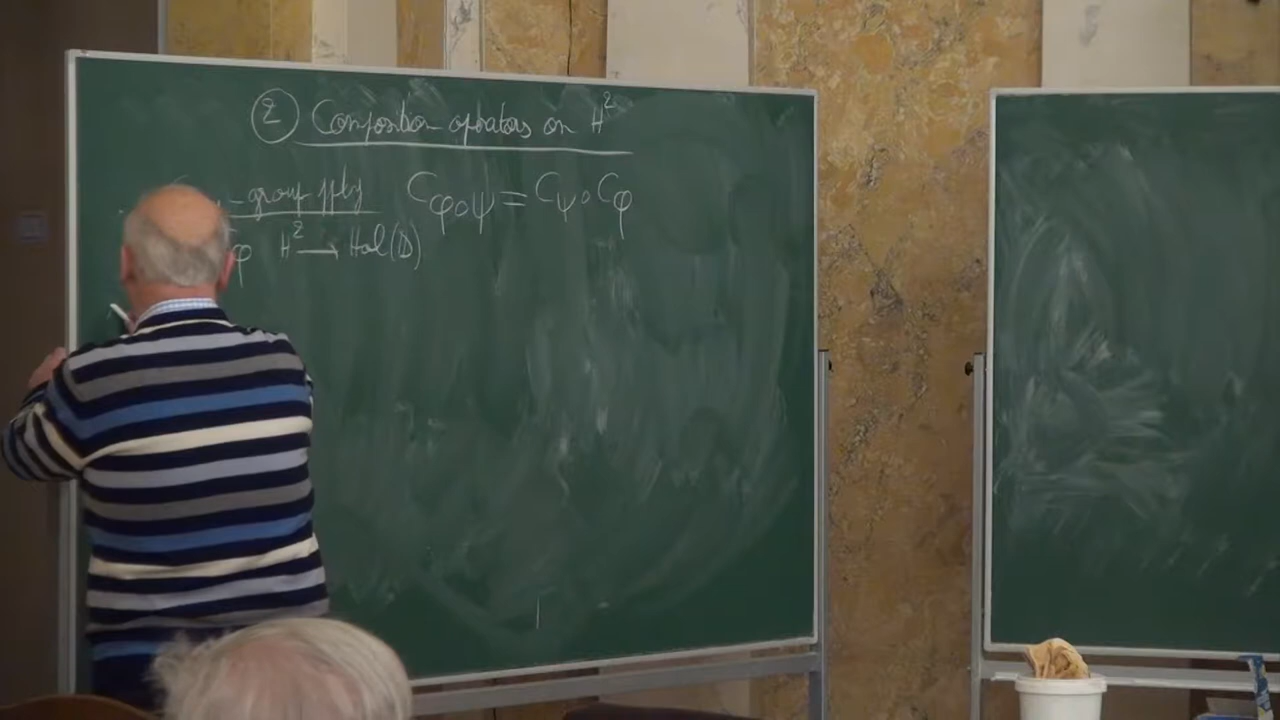 ② Composition operators on H²
-group ppty C_{φ∘ψ} = C_ψ ∘ C_φ
φ H² → Hol(D)